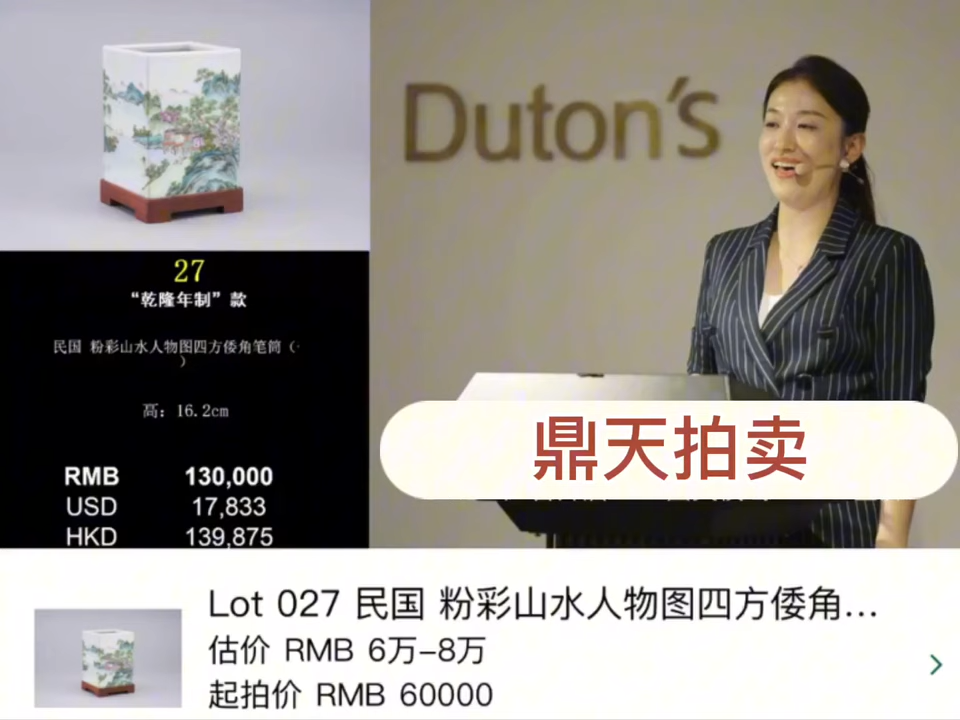 Duton's
27
“乾隆年制”款
民国 粉彩山水人物图四方倭角笔筒（
）
高：16.2cm
RMB 130,000
USD 17,833
HKD 139,875
鼎天拍卖
Lot 027 民国 粉彩山水人物图四方倭角...
估价 RMB 6万-8万
起拍价 RMB 60000